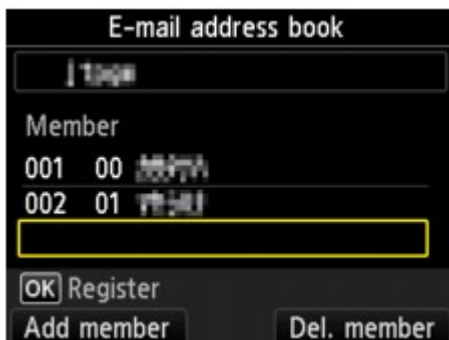 E-mail address book
Member
001 00
002 01
OK Register
Add member Del. member